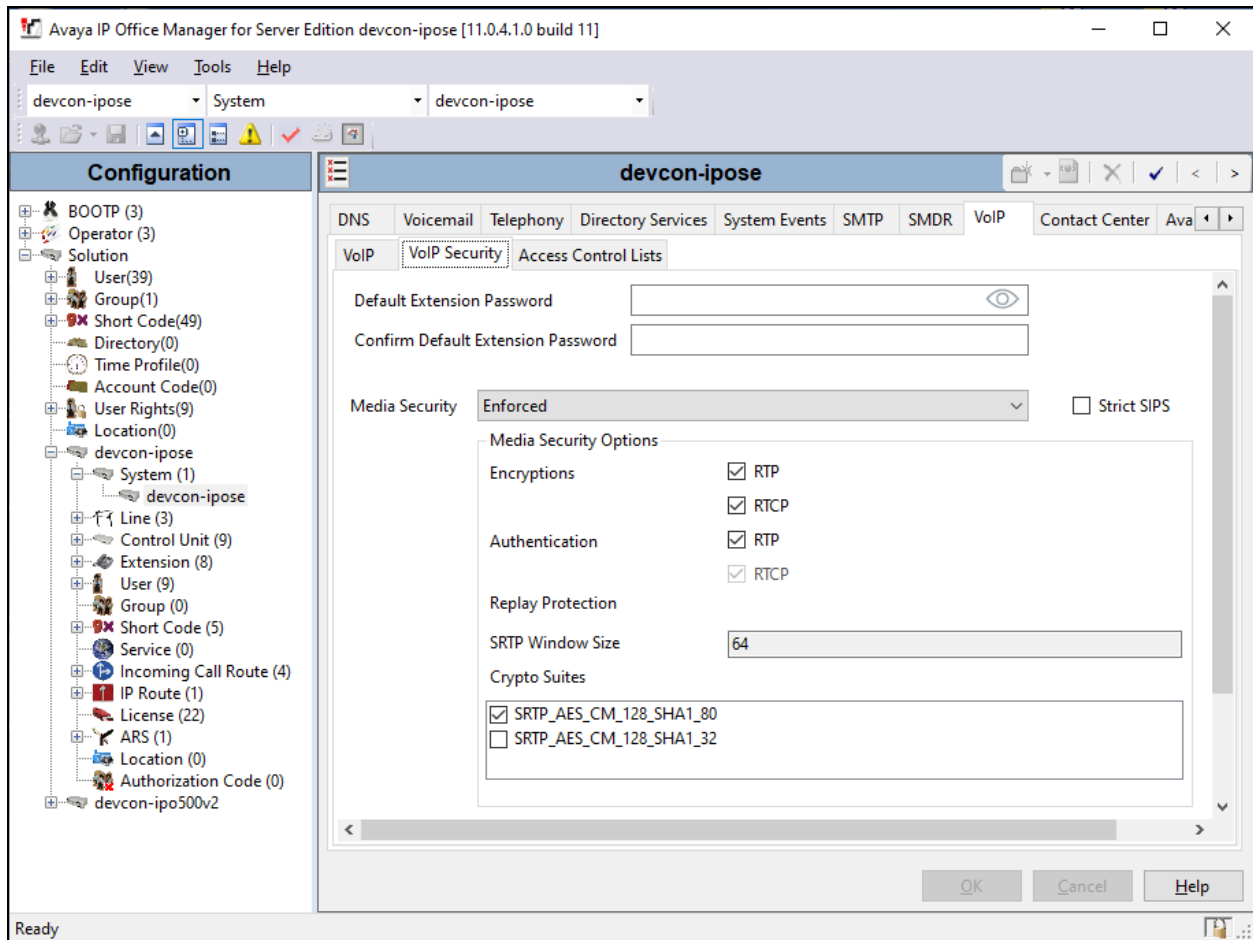 Avaya IP Office Manager for Server Edition devcon-ipose [11.0.4.1.0 build 11]
File Edit View Tools Help
devcon-ipose System devcon-ipose
Configuration
BOOTP (3)
Operator (3)
Solution
User(39)
Group(1)
Short Code(49)
Directory(0)
Time Profile(0)
Account Code(0)
User Rights(9)
Location(0)
devcon-ipose
System (1)
devcon-ipose
Line (3)
Control Unit (9)
Extension (8)
User (9)
Group (0)
Short Code (5)
Service (0)
Incoming Call Route (4)
IP Route (1)
License (22)
ARS (1)
Location (0)
Authorization Code (0)
devcon-ipo500v2
devcon-ipose
DNS Voicemail Telephony Directory Services System Events SMTP SMDR VoIP Contact Center Ava
VoIP VoIP Security Access Control Lists
Default Extension Password
Confirm Default Extension Password
Media Security Enforced Strict SIPS
Media Security Options
Encryptions RTP
RTCP
Authentication RTP
RTCP
Replay Protection
SRTP Window Size 64
Crypto Suites
SRTP_AES_CM_128_SHA1_80
SRTP_AES_CM_128_SHA1_32
OK Cancel Help
Ready